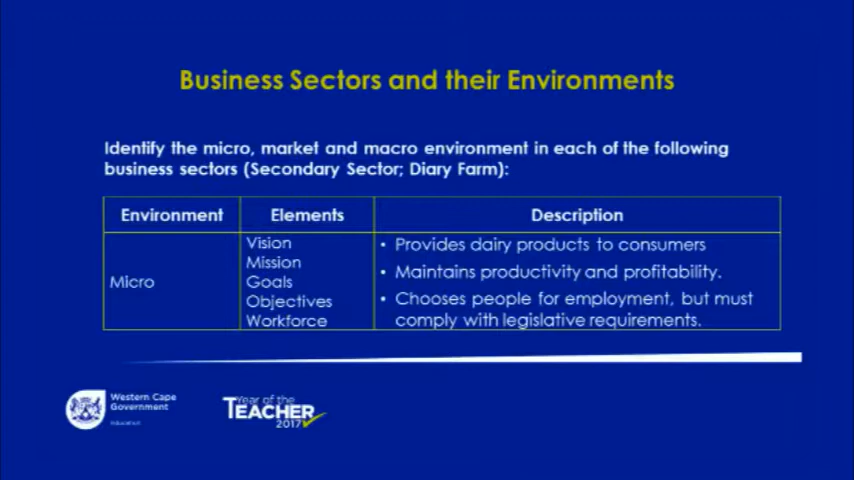 Business Sectors and their Environments
Identify the micro, market and macro environment in each of the following
business sectors (Secondary Sector; Diary Farm):
Environment Elements Description
Micro
Vision
Mission
Goals
Objectives
Workforce
• Provides dairy products to consumers
• Maintains productivity and profitability.
• Chooses people for employment, but must
comply with legislative requirements.
Western Cape
Government
education
Year of the
TEACHER
2017